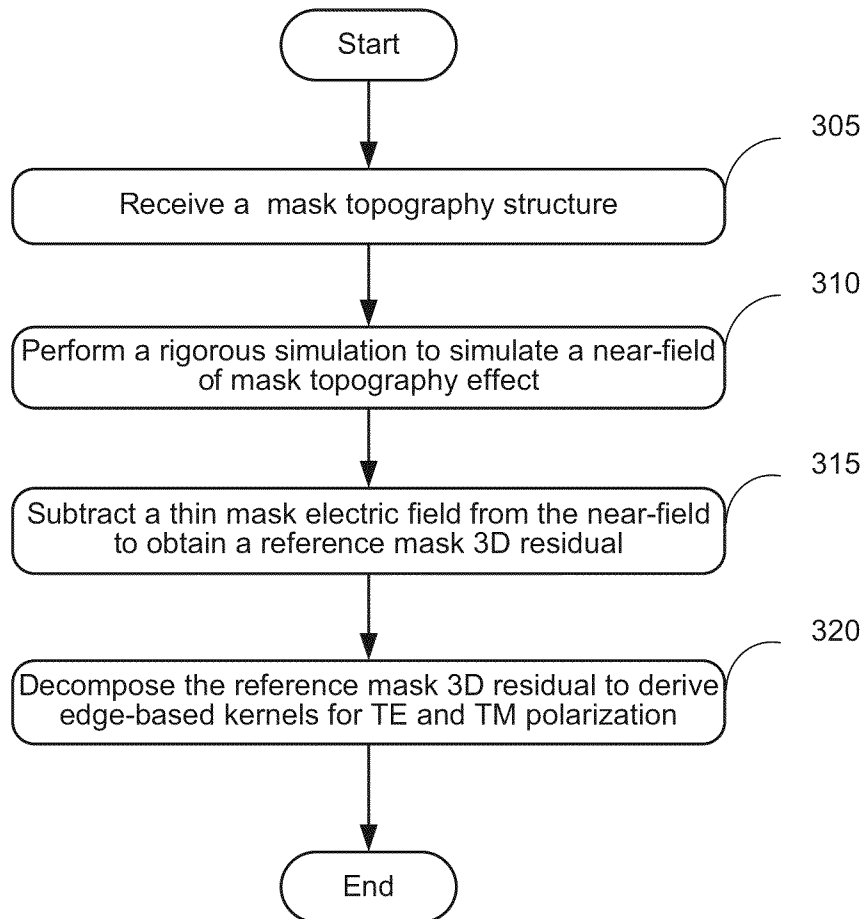 Start
305
Receive a mask topography structure
310
Perform a rigorous simulation to simulate a near-field
of mask topography effect
315
Subtract a thin mask electric field from the near-field
to obtain a reference mask 3D residual
320
Decompose the reference mask 3D residual to derive
edge-based kernels for TE and TM polarization
End